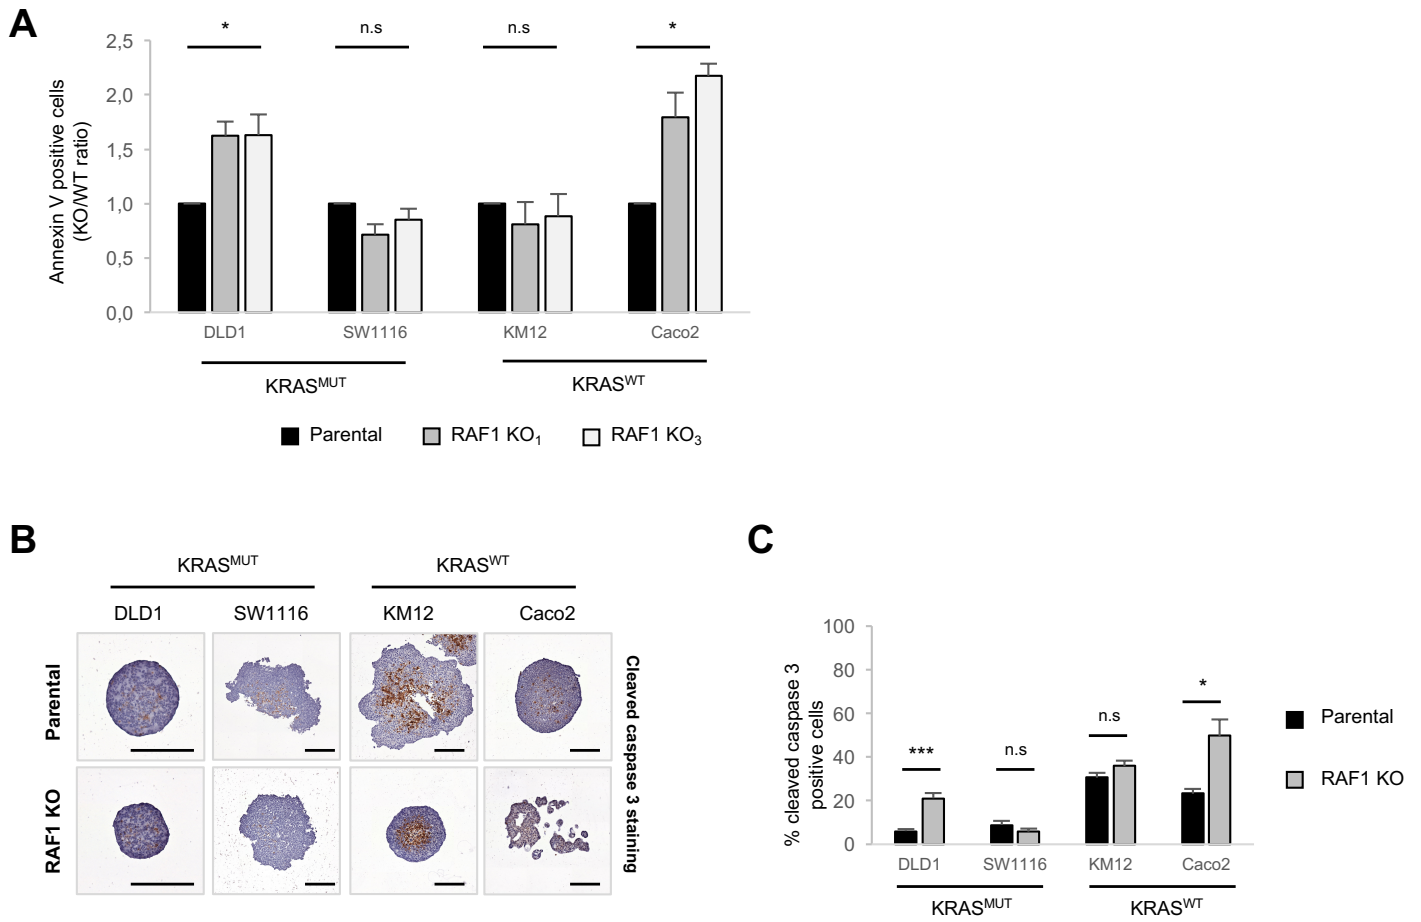 A
* n.s n.s *
2,5
2,0
1,5
1,0
0,5
0,0
Annexin V positive cells
(KO/WT ratio)
DLD1 SW1116 KM12 Caco2
KRASMUT KRASWT
Parental RAF1 KO1 RAF1 KO3
B
KRASMUT KRASWT
DLD1 SW1116 KM12 Caco2
Parental
RAF1 KO
Cleaved caspase 3 staining
C
100
80
60
40
20
0
% cleaved caspase 3
positive cells
*** n.s n.s *
DLD1 SW1116 KM12 Caco2
KRASMUT KRASWT
Parental
RAF1 KO